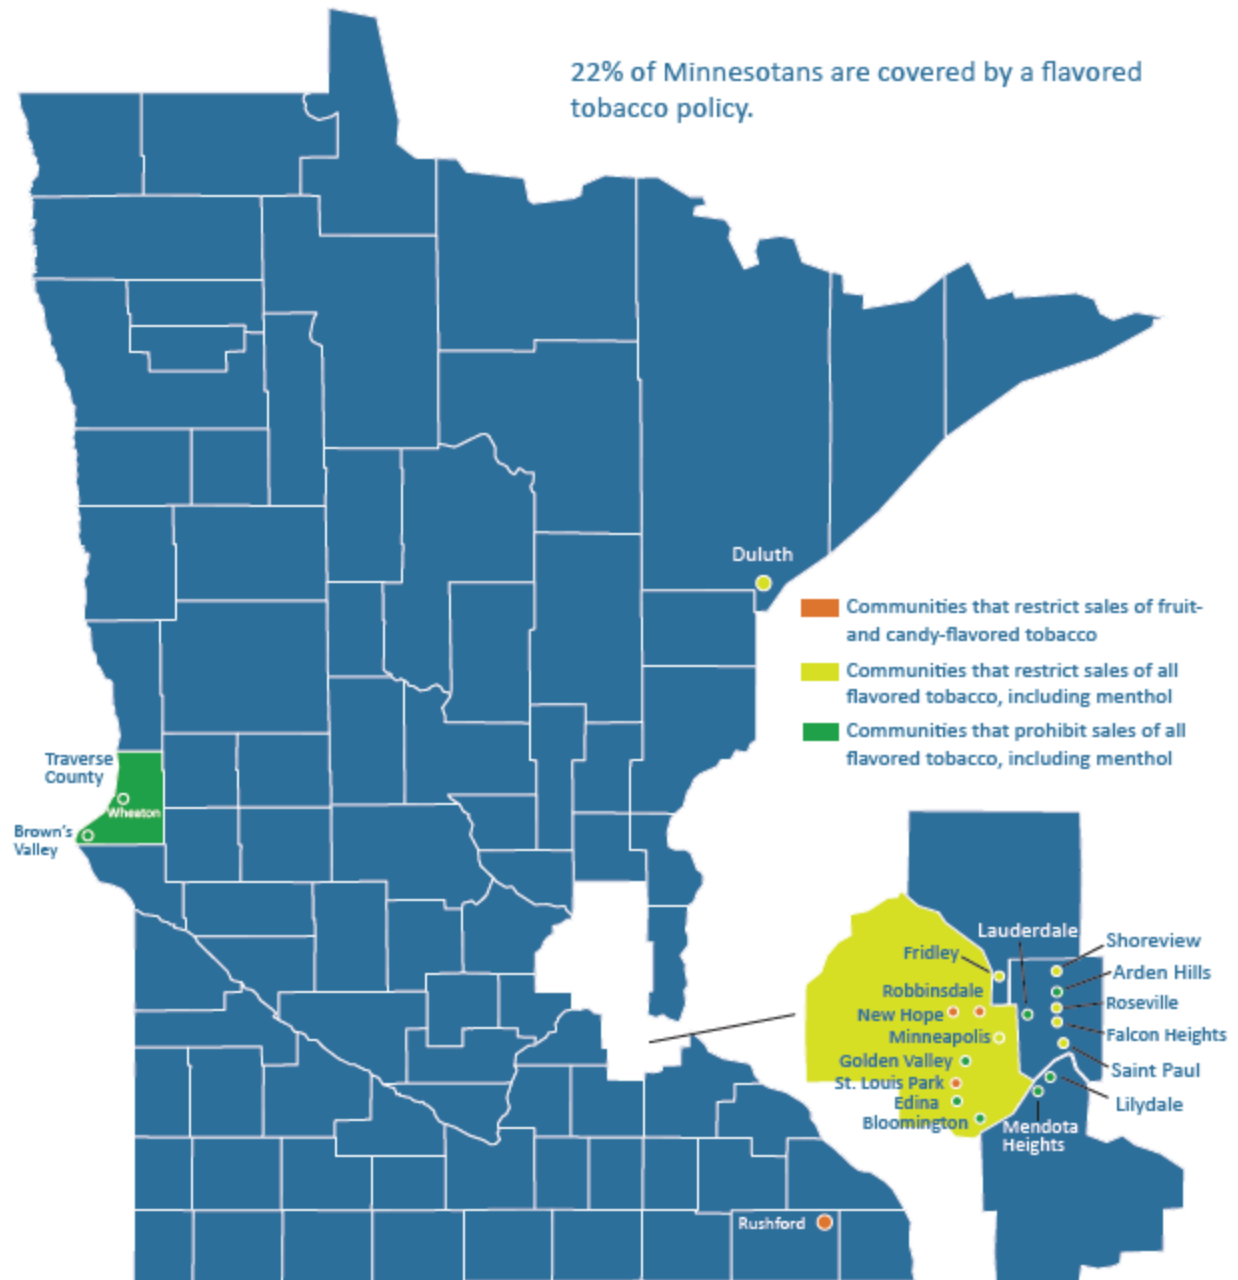 22% of Minnesotans are covered by a flavored
tobacco policy.
Duluth
Communities that restrict sales of fruit-
and candy-flavored tobacco
Communities that restrict sales of all
flavored tobacco, including menthol
Communities that prohibit sales of all
flavored tobacco, including menthol
Traverse
County
Wheaton
Brown's
Valley
Lauderdale
Shoreview
Fridley
Arden Hills
Robbinsdale
Roseville
New Hope
Falcon Heights
Minneapolis
Golden Valley
Saint Paul
St. Louis Park
Edina
Lilydale
Bloomington
Mendota
Heights
Rushford